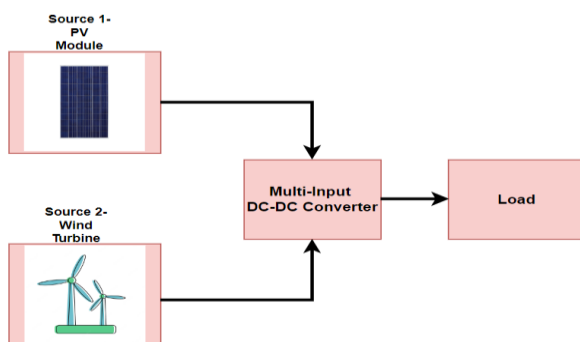 Source 1-
PV
Module
Multi-Input
DC-DC Converter
Load
Source 2-
Wind
Turbine